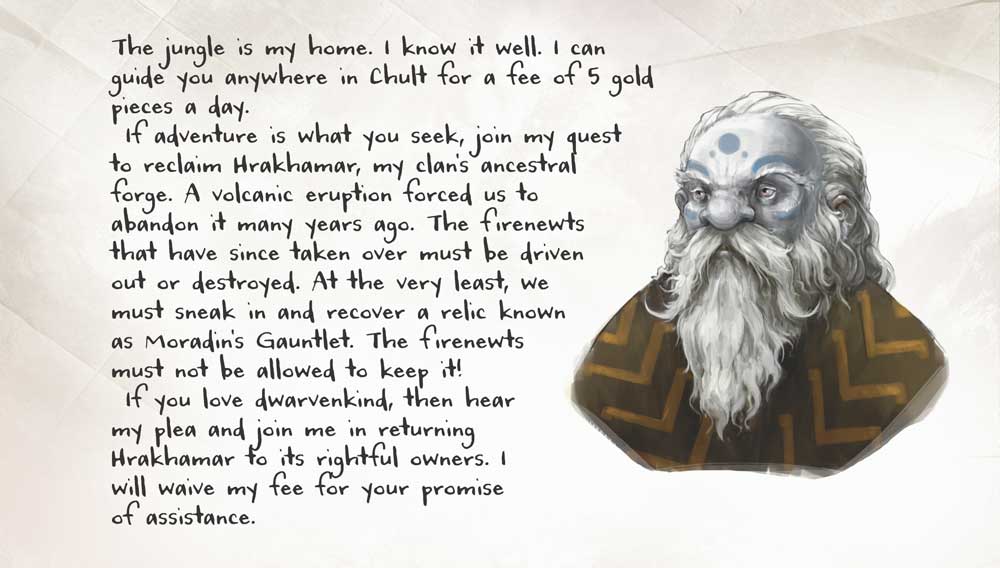 The jungle is my home. I know it well. I can
guide you anywhere in Chult for a fee of 5 gold
pieces a day.
If adventure is what you seek, join my quest
to reclaim Hrakhamar, my clan's ancestral
forge. A volcanic eruption forced us to
abandon it many years ago. The firenewts
that have since taken over must be driven
out or destroyed. At the very least, we
must sneak in and recover a relic known
as Moradin's Gauntlet. The firenewts
must not be allowed to keep it!
If you love dwarvenkind, then hear
my plea and join me in returning
Hrakhamar to its rightful owners. I
will waive my fee for your promise
of assistance.